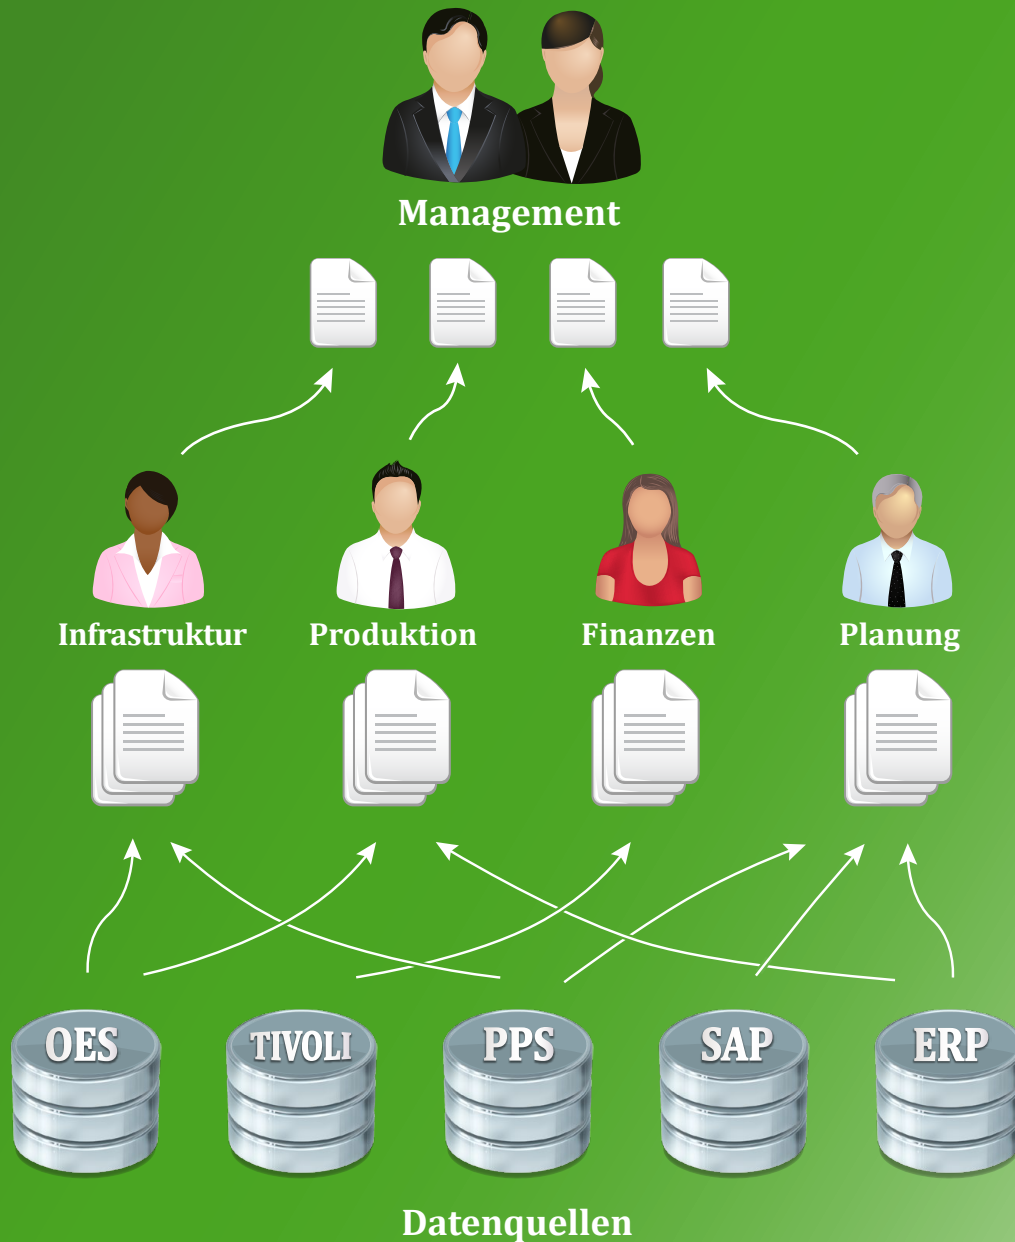 Management
Infrastruktur Produktion Finanzen Planung
OES TIVOLI PPS SAP ERP
Datenquellen